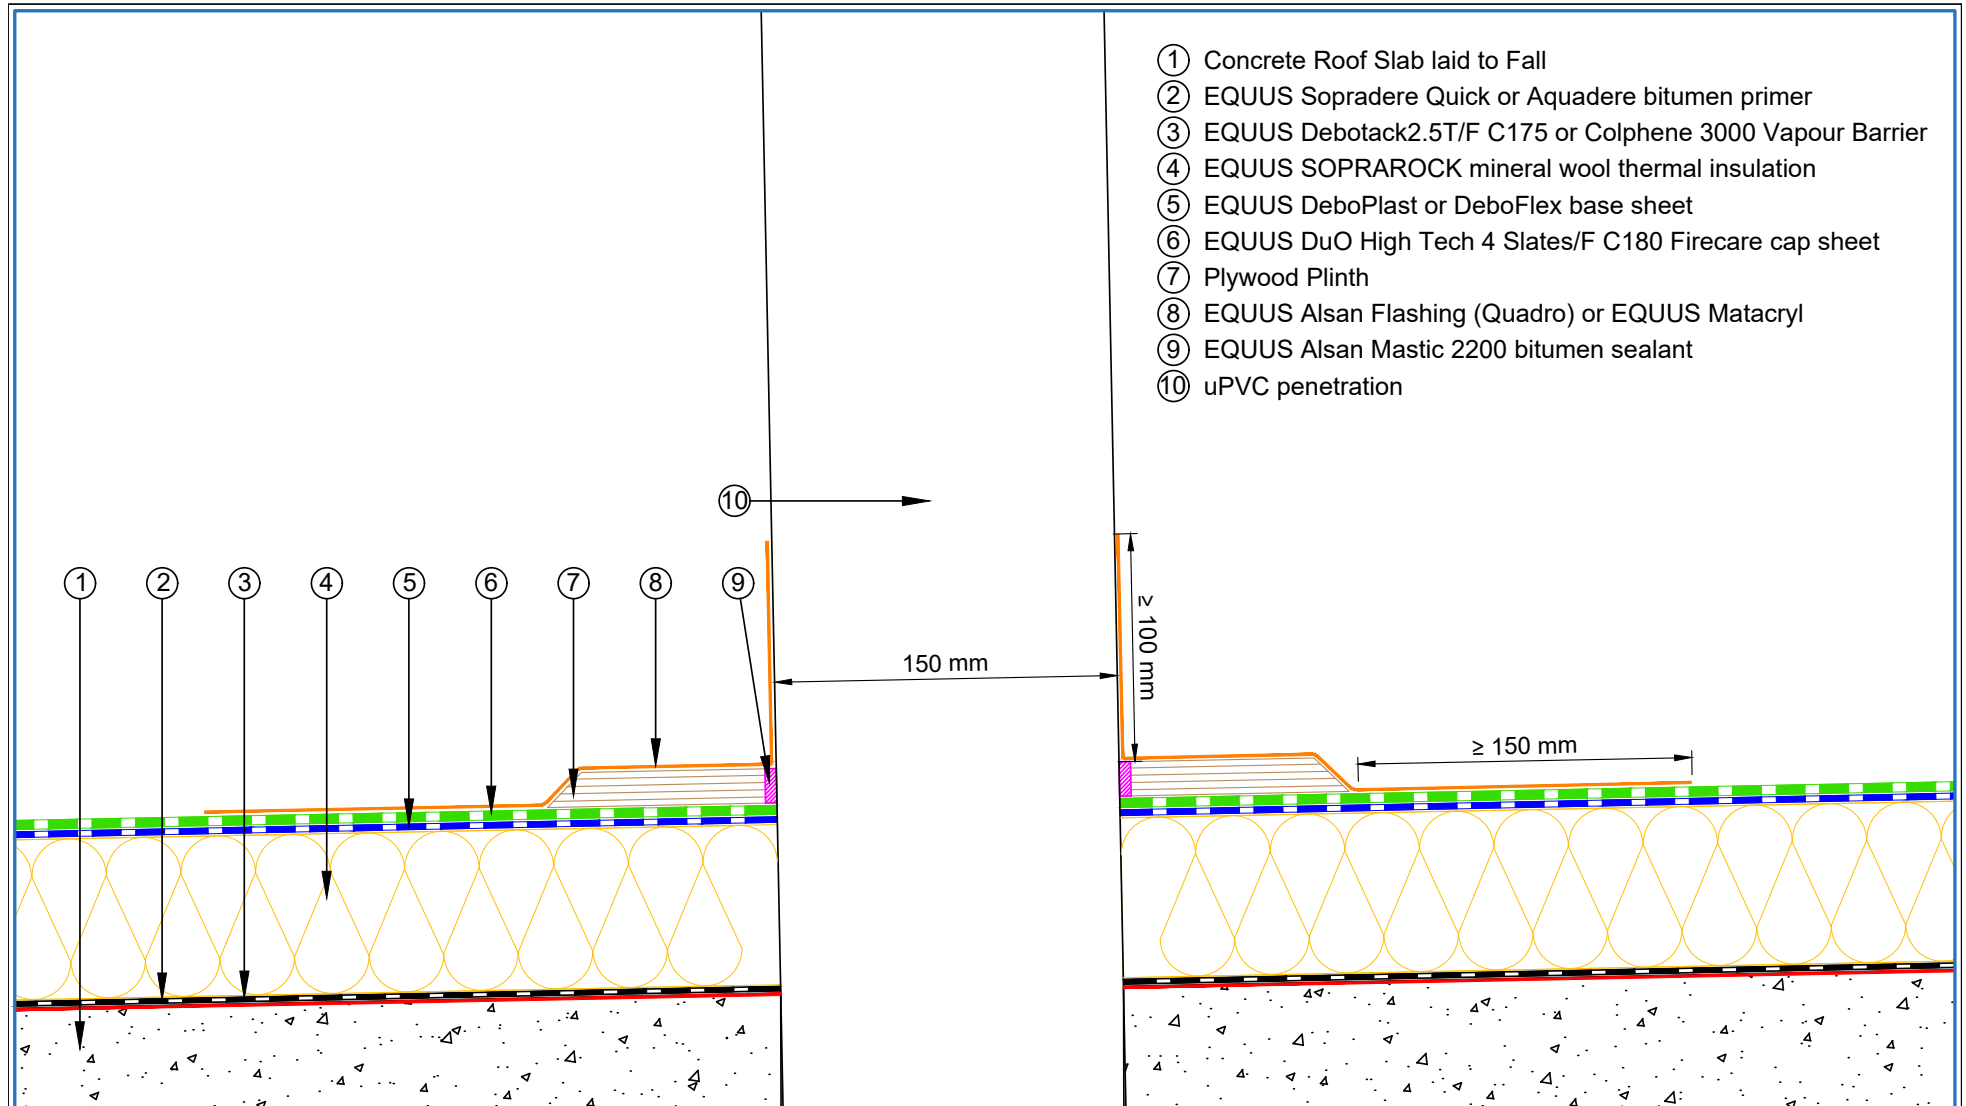 ① Concrete Roof Slab laid to Fall
② EQUUS Sopradere Quick or Aquadere bitumen primer
③ EQUUS Debotack2.5T/F C175 or Colphene 3000 Vapour Barrier
④ EQUUS SOPRAROCK mineral wool thermal insulation
⑤ EQUUS DeboPlast or DeboFlex base sheet
⑥ EQUUS DuO High Tech 4 Slates/F C180 Firecare cap sheet
⑦ Plywood Plinth
⑧ EQUUS Alsan Flashing (Quadro) or EQUUS Matacryl
⑨ EQUUS Alsan Mastic 2200 bitumen sealant
⑩ uPVC penetration
⑩
① ② ③ ④ ⑤ ⑥ ⑦ ⑧ ⑨
≥ 100 mm
150 mm
≥ 150 mm